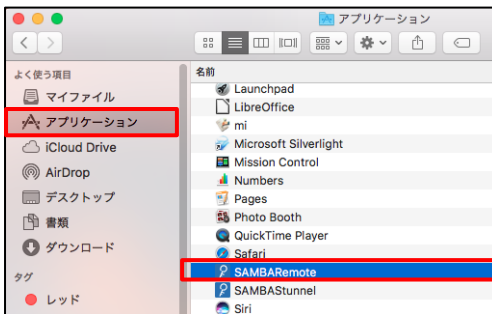 アプリケーション
よく使う項目
マイファイル
アプリケーション
iCloud Drive
AirDrop
デスクトップ
書類
ダウンロード
タグ
レッド
名前
Launchpad
LibreOffice
mi
Microsoft Silverlight
Mission Control
Numbers
Pages
Photo Booth
QuickTime Player
Safari
SAMBARemote
SAMBAStunnel
Siri